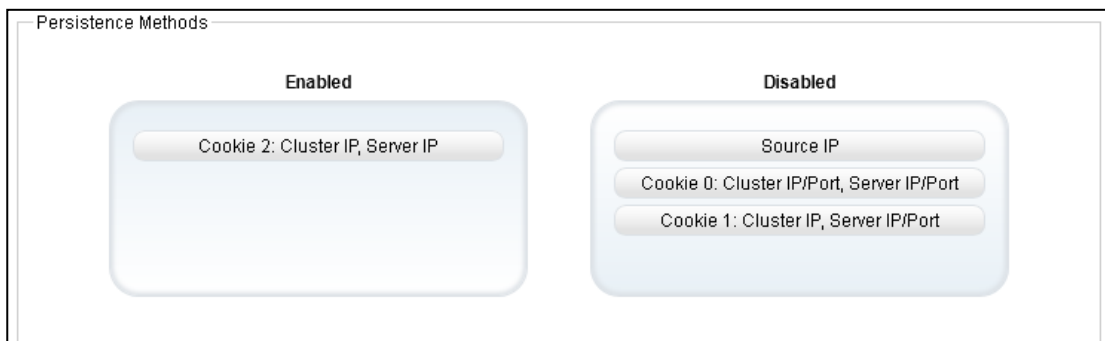 Persistence Methods
Enabled
Cookie 2: Cluster IP, Server IP
Disabled
Source IP
Cookie 0: Cluster IP/Port, Server IP/Port
Cookie 1: Cluster IP, Server IP/Port